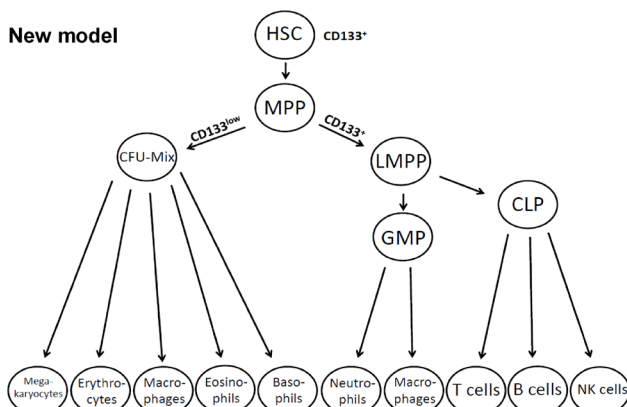 New model
HSC
CD133⁺
MPP
CD133low
CD133⁺
CFU-Mix
LMPP
CLP
GMP
Mega-
karyocytes
Erythro-
cytes
Macro-
phages
Eosino-
phils
Baso-
phils
Neutro-
phils
Macro-
phages
T cells
B cells
NK cells